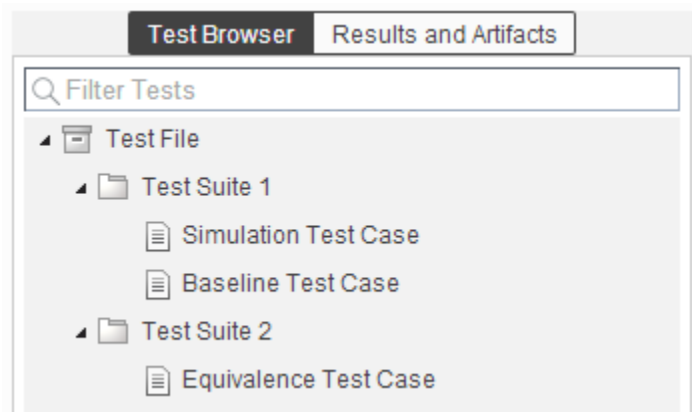 Test Browser Results and Artifacts
Filter Tests
Test File
Test Suite 1
Simulation Test Case
Baseline Test Case
Test Suite 2
Equivalence Test Case